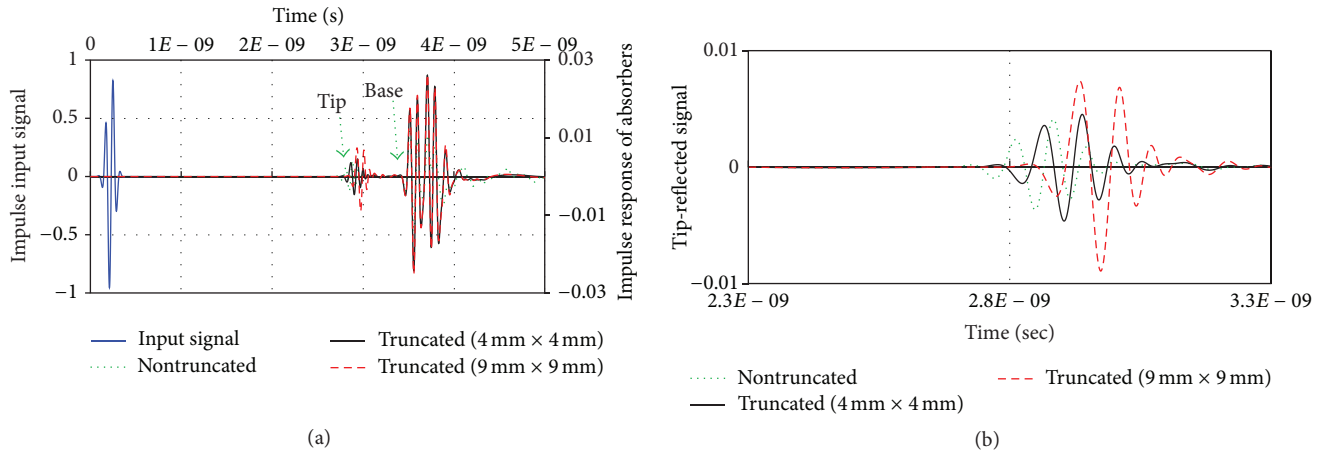 Time (s)
0 1E − 09 2E − 09 3E − 09 4E − 09 5E − 09
1
0.5
0
−0.5
−1
Impulse input signal
0.03
0.01
0
−0.01
−0.03
Impulse response of absorbers
Tip
Base
Input signal
Nontruncated
Truncated (4 mm × 4 mm)
Truncated (9 mm × 9 mm)
(a)
0.01
0
−0.01
Tip-reflected signal
2.3E − 09 2.8E − 09 3.3E − 09
Time (sec)
Nontruncated
Truncated (4 mm × 4 mm)
Truncated (9 mm × 9 mm)
(b)